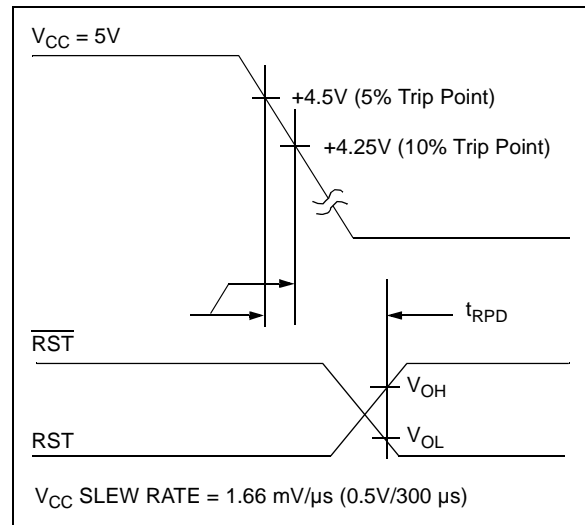 V_CC = 5V
+4.5V (5% Trip Point)
+4.25V (10% Trip Point)
t_RPD
R̅S̅T̅
V_OH
RST
V_OL
V_CC SLEW RATE = 1.66 mV/µs (0.5V/300 µs)